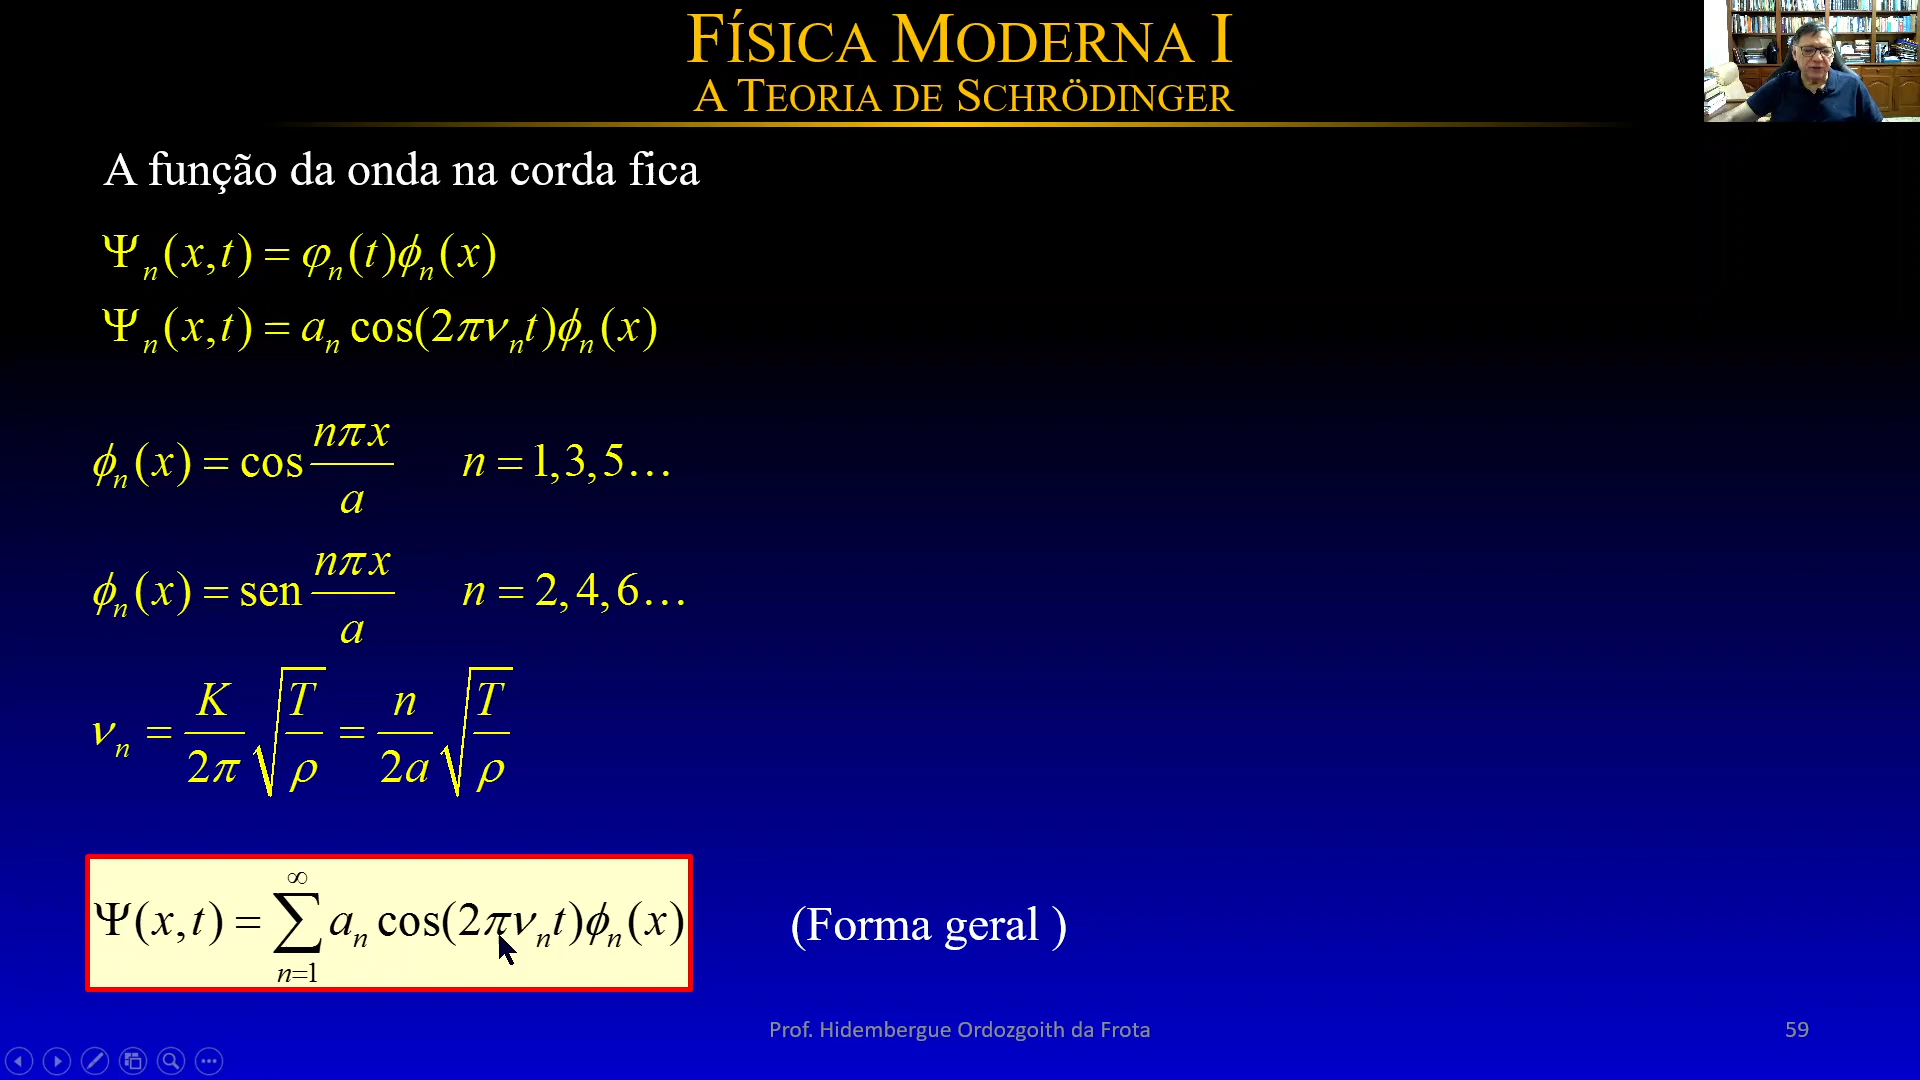 FÍSICA MODERNA I
A TEORIA DE SCHRÖDINGER
A função da onda na corda fica
Ψₙ(x,t) = φₙ(t)ϕₙ(x)
Ψₙ(x,t) = aₙ cos(2πνₙt)ϕₙ(x)
ϕₙ(x) = cos nπx/a n = 1,3,5…
ϕₙ(x) = sen nπx/a n = 2,4,6…
νₙ = K/2π √(T/ρ) = n/2a √(T/ρ)
Ψ(x,t) = ∑ₙ₌₁^∞ aₙ cos(2πνₙt)ϕₙ(x) (Forma geral )
Prof. Hidembergue Ordozgoith da Frota 59